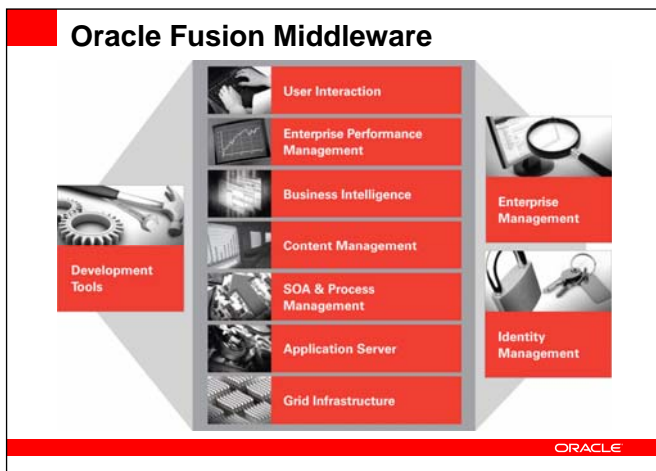 Oracle Fusion Middleware
User Interaction
Enterprise Performance
Management
Business Intelligence
Content Management
SOA & Process
Management
Application Server
Grid Infrastructure
Development
Tools
Enterprise
Management
Identity
Management
ORACLE